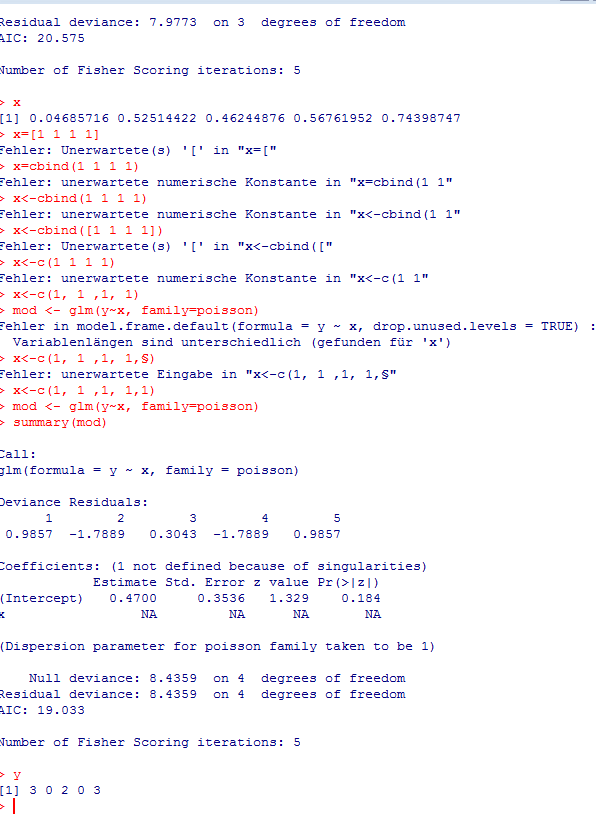 Residual deviance: 7.9773  on 3  degrees of freedom
AIC: 20.575
Number of Fisher Scoring iterations: 5
> x
[1] 0.04685716 0.52514422 0.46244876 0.56761952 0.74398747
> x=[1 1 1 1]
Fehler: Unerwartete(s) '[' in "x=["
> x=cbind(1 1 1 1)
Fehler: unerwartete numerische Konstante in "x=cbind(1 1"
> x<-cbind(1 1 1 1)
Fehler: unerwartete numerische Konstante in "x<-cbind(1 1"
> x<-cbind([1 1 1 1])
Fehler: Unerwartete(s) '[' in "x<-cbind(["
> x<-c(1 1 1 1)
Fehler: unerwartete numerische Konstante in "x<-c(1 1"
> x<-c(1, 1 ,1, 1)
> mod <- glm(y~x, family=poisson)
Fehler in model.frame.default(formula = y ~ x, drop.unused.levels = TRUE) :
  Variablenlängen sind unterschiedlich (gefunden für 'x')
> x<-c(1, 1 ,1, 1,§)
Fehler: unerwartete Eingabe in "x<-c(1, 1 ,1, 1,§"
> x<-c(1, 1 ,1, 1,1)
> mod <- glm(y~x, family=poisson)
> summary(mod)
Call:
glm(formula = y ~ x, family = poisson)
Deviance Residuals:
      1        2        3        4        5
 0.9857  -1.7889   0.3043  -1.7889   0.9857
Coefficients: (1 not defined because of singularities)
            Estimate Std. Error z value Pr(>|z|)
(Intercept)   0.4700     0.3536   1.329    0.184
x                 NA         NA      NA       NA
(Dispersion parameter for poisson family taken to be 1)
    Null deviance: 8.4359  on 4  degrees of freedom
Residual deviance: 8.4359  on 4  degrees of freedom
AIC: 19.033
Number of Fisher Scoring iterations: 5
> y
[1] 3 0 2 0 3
>